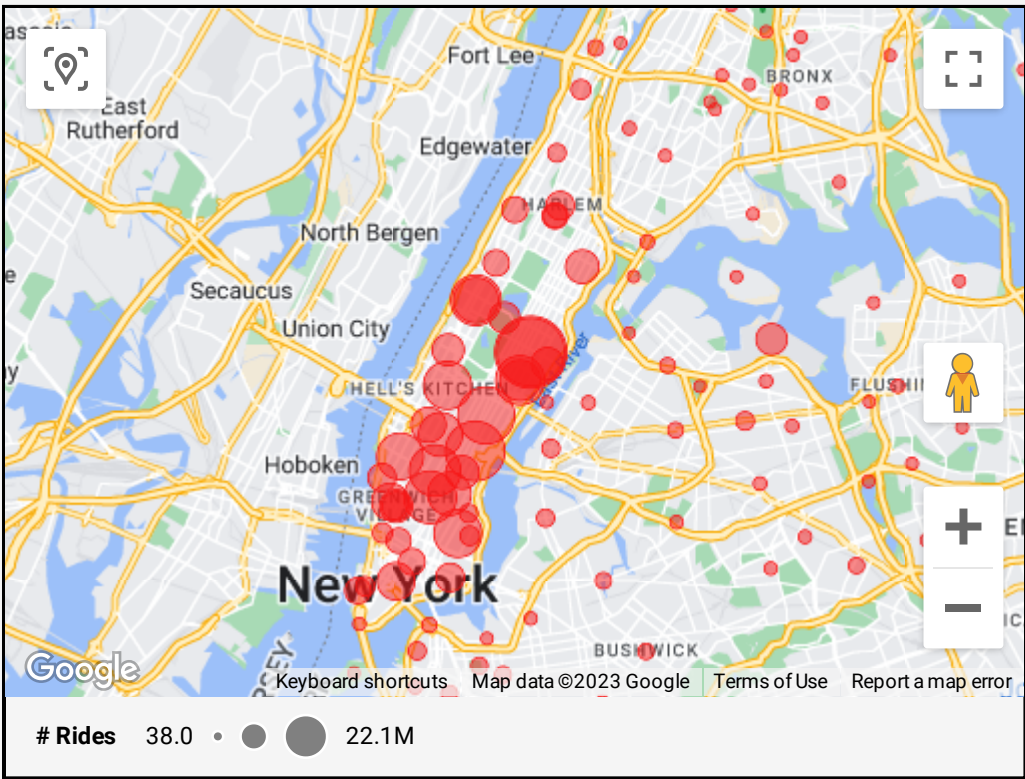 BRONX
Fort Lee
East
Rutherford
Edgewater
HARLEM
North Bergen
Secaucus
Union City
East River
HELL'S KITCHEN
Hoboken
GREENWICH
VILLAGE
New York
BUSHWICK
Google
Keyboard shortcuts
Map data ©2023 Google
Terms of Use
Report a map error
# Rides 38.0 22.1M